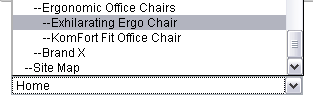 --Ergonomic Office Chairs
--Exhilarating Ergo Chair
--KomFort Fit Office Chair
--Brand X
--Site Map
Home